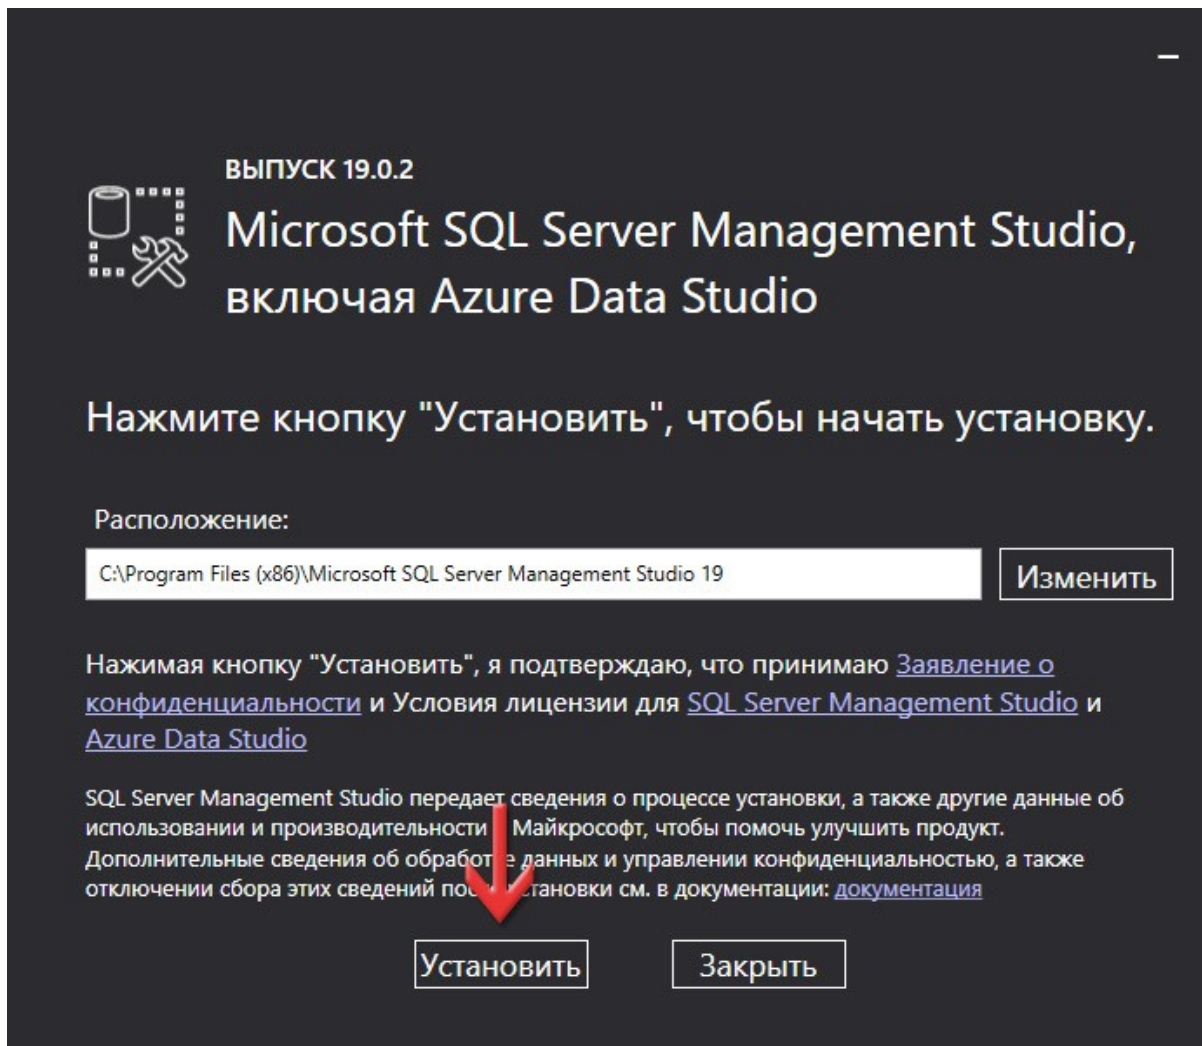 ВЫПУСК 19.0.2
Microsoft SQL Server Management Studio,
включая Azure Data Studio
Нажмите кнопку "Установить", чтобы начать установку.
Расположение:
C:\Program Files (x86)\Microsoft SQL Server Management Studio 19
Изменить
Нажимая кнопку "Установить", я подтверждаю, что принимаю Заявление о
конфиденциальности и Условия лицензии для SQL Server Management Studio и
Azure Data Studio
SQL Server Management Studio передает сведения о процессе установки, а также другие данные об
использовании и производительности Майкрософт, чтобы помочь улучшить продукт.
Дополнительные сведения об обработке данных и управлении конфиденциальностью, а также
отключении сбора этих сведений см. в документации: документация
Установить
Закрыть